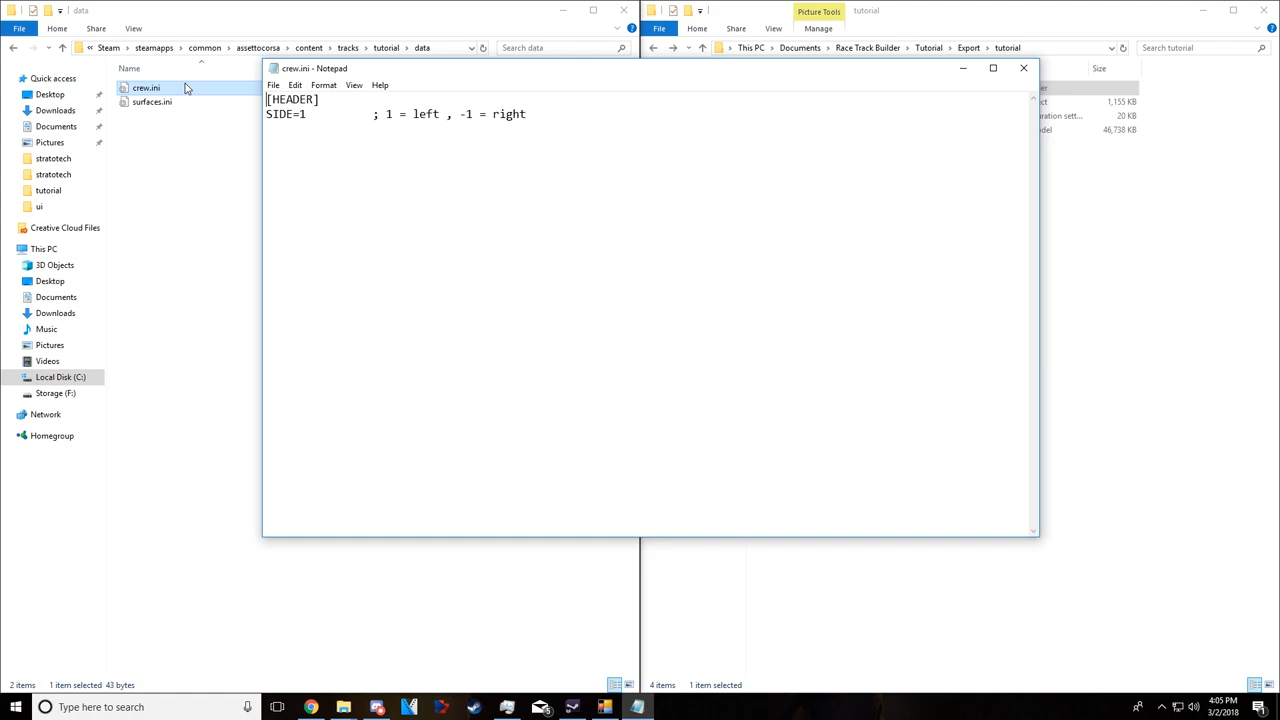 data
File
Home
Share
View
Steam
steamapps
common
assettocorsa
content
tracks
tutorial
data
Search data
Quick access
Desktop
Downloads
Documents
Pictures
stratotech
stratotech
tutorial
ui
Creative Cloud Files
This PC
3D Objects
Desktop
Documents
Downloads
Music
Pictures
Videos
Local Disk (C:)
Storage (F:)
Network
Homegroup
Name
crew.ini
surfaces.ini
2 items
1 item selected 43 bytes
crew.ini - Notepad
File
Edit
Format
View
Help
[HEADER]
SIDE=1 ; 1 = left , -1 = right
Picture Tools
tutorial
File
Home
Share
View
Manage
This PC
Documents
Race Track Builder
Tutorial
Export
tutorial
Search tutorial
Size
1,155 KB
20 KB
46,738 KB
4 items
1 item selected
Type here to search
4:05 PM
3/2/2018